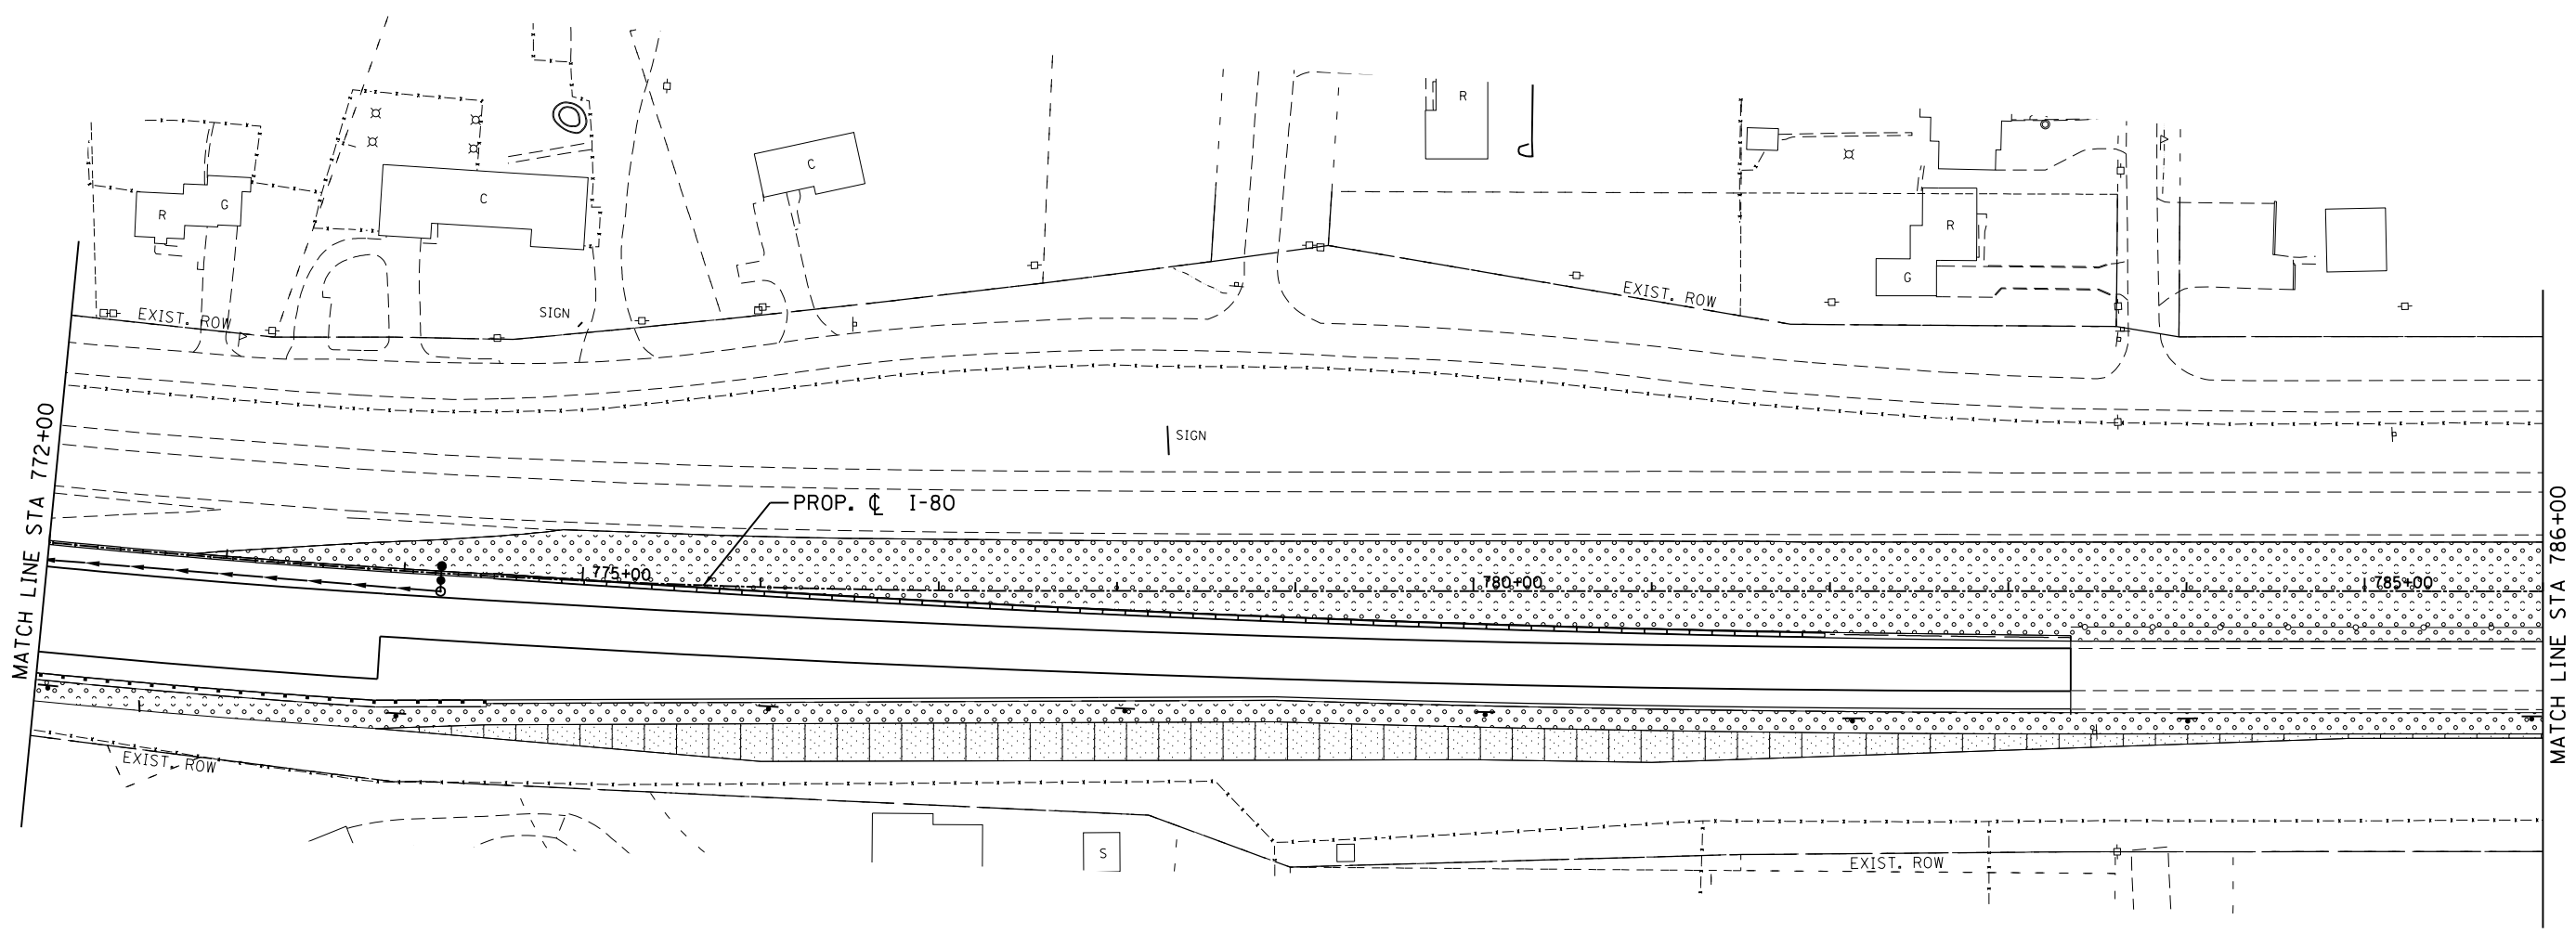 R
C
R
R
G
C
R
G
EXIST. ROW
EXIST. ROW
SIGN
SIGN
MATCH LINE STA 772+00
PROP. ℄ I-80
MATCH LINE STA 786+00
775+00
780+00
785+00
EXIST. ROW
S
EXIST. ROW